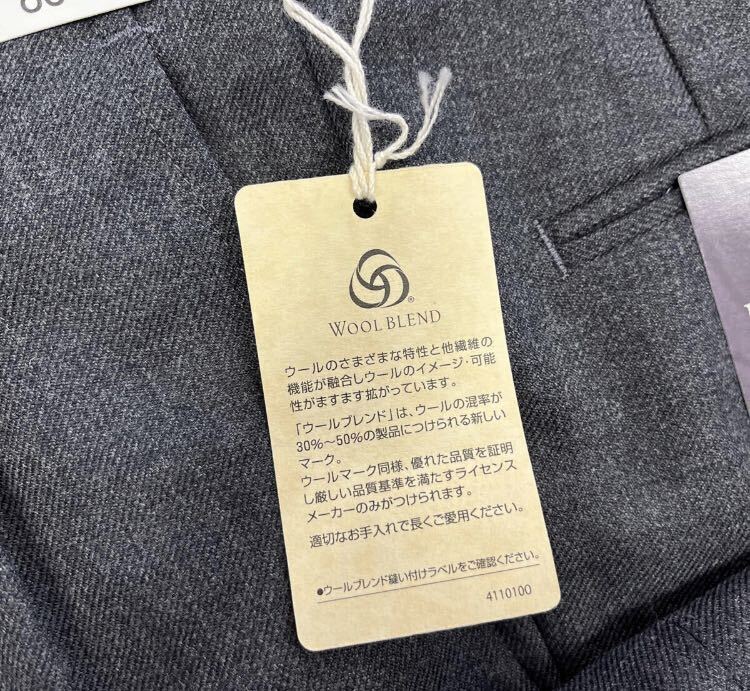 WOOL BLEND
ウールのさまざまな特性と他繊維の
機能が融合しウールのイメージ・可能
性がますます拡がっています。
「ウールブレンド」は、ウールの混率が
30%～50%の製品につけられる新しい
マーク。
ウールマーク同様、優れた品質を証明
し厳しい品質基準を満たすライセンス
メーカーのみがつけられます。
適切なお手入れで長くご愛用ください。
●ウールブレンド縫い付けラベルをご確認ください。
4110100